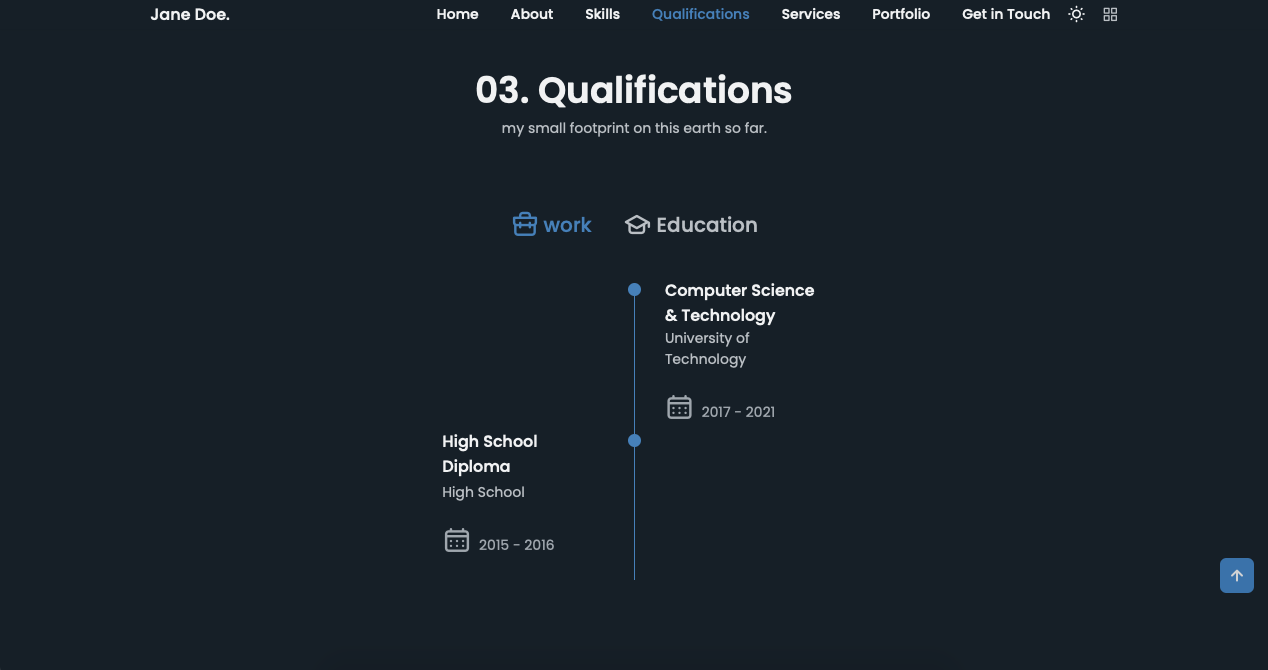 Jane Doe.
Home About Skills Qualifications Services Portfolio Get in Touch
03. Qualifications
my small footprint on this earth so far.
work Education
Computer Science
& Technology
University of
Technology
2017 - 2021
High School
Diploma
High School
2015 - 2016